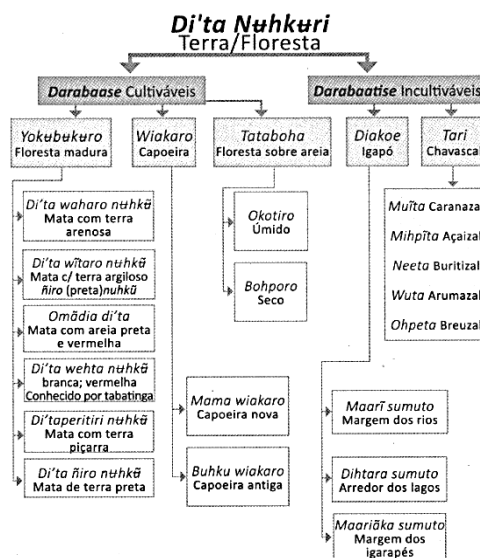 Di'ta Nʉhkʉri
Terra/Floresta
Darabaase Cultiváveis
Darabaatise Incultiváveis
Yokʉbʉkʉro
Floresta madura
Wiakaro
Capoeira
Tataboha
Floresta sobre areia
Diakoe
Igapó
Tari
Chavascal
Di'ta waharo nʉhkʉ̃
Mata com terra
arenosa
Di'ta wĩtaro nʉhkʉ̃
Mata c/ terra argiloso
ñiro (preta)nʉhkʉ̃
Omãdia di'ta
Mata com areia preta
e vermelha
Di'ta wehta nʉhkʉ̃
branca; vermelha
Conhecido por tabatinga
Di'taperitiri nʉhkʉ̃
Mata com terra
piçarra
Di'ta ñiro nʉhkʉ̃
Mata de terra preta
Mama wiakaro
Capoeira nova
Buhku wiakaro
Capoeira antiga
Okotiro
Úmido
Bohporo
Seco
Maarĩ sumuto
Margem dos rios
Dihtara sumuto
Arredor dos lagos
Maariãka sumuto
Margem dos
igarapés
Muĩta Caranazal
Mihpĩta Açaizal
Neeta Buritizal
Wuta Arumazal
Ohpeta Breuzal